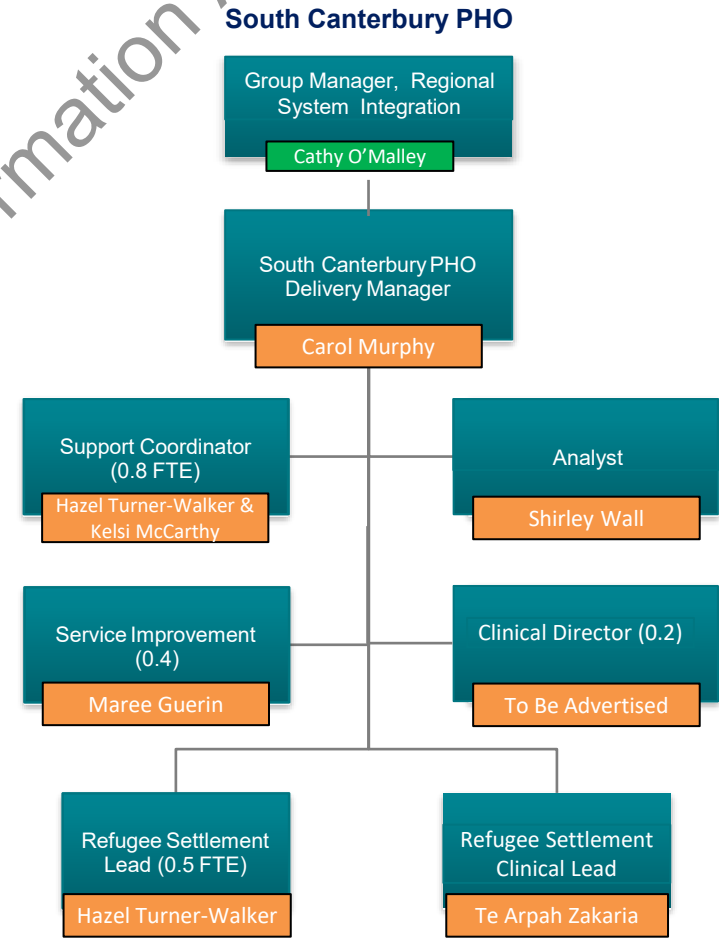 South Canterbury PHO
Group Manager, Regional
System Integration
Cathy O'Malley
South Canterbury PHO
Delivery Manager
Carol Murphy
Support Coordinator
(0.8 FTE)
Hazel Turner-Walker &
Kelsi McCarthy
Analyst
Shirley Wall
Service Improvement
(0.4)
Maree Guerin
Clinical Director (0.2)
To Be Advertised
Refugee Settlement
Lead (0.5 FTE)
Hazel Turner-Walker
Refugee Settlement
Clinical Lead
Te Arpah Zakaria
rmation